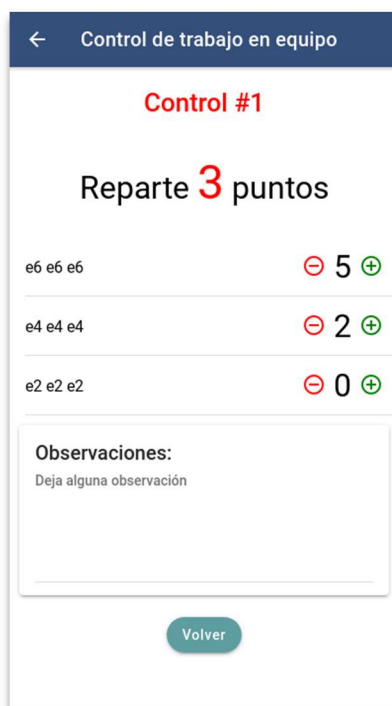 Control de trabajo en equipo
Control #1
Reparte 3 puntos
e6 e6 e6 5
e4 e4 e4 2
e2 e2 e2 0
Observaciones:
Deja alguna observación
Volver